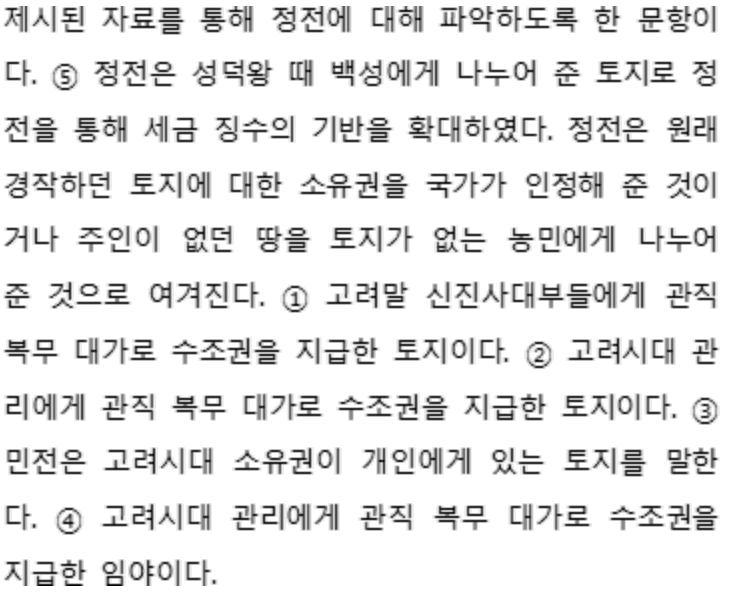 제시된 자료를 통해 정전에 대해 파악하도록 한 문항이
다. ⑤ 정전은 성덕왕 때 백성에게 나누어 준 토지로 정
전을 통해 세금 징수의 기반을 확대하였다. 정전은 원래
경작하던 토지에 대한 소유권을 국가가 인정해 준 것이
거나 주인이 없던 땅을 토지가 없는 농민에게 나누어
준 것으로 여겨진다. ① 고려말 신진사대부들에게 관직
복무 대가로 수조권을 지급한 토지이다. ② 고려시대 관
리에게 관직 복무 대가로 수조권을 지급한 토지이다. ③
민전은 고려시대 소유권이 개인에게 있는 토지를 말한
다. ④ 고려시대 관리에게 관직 복무 대가로 수조권을
지급한 임야이다.